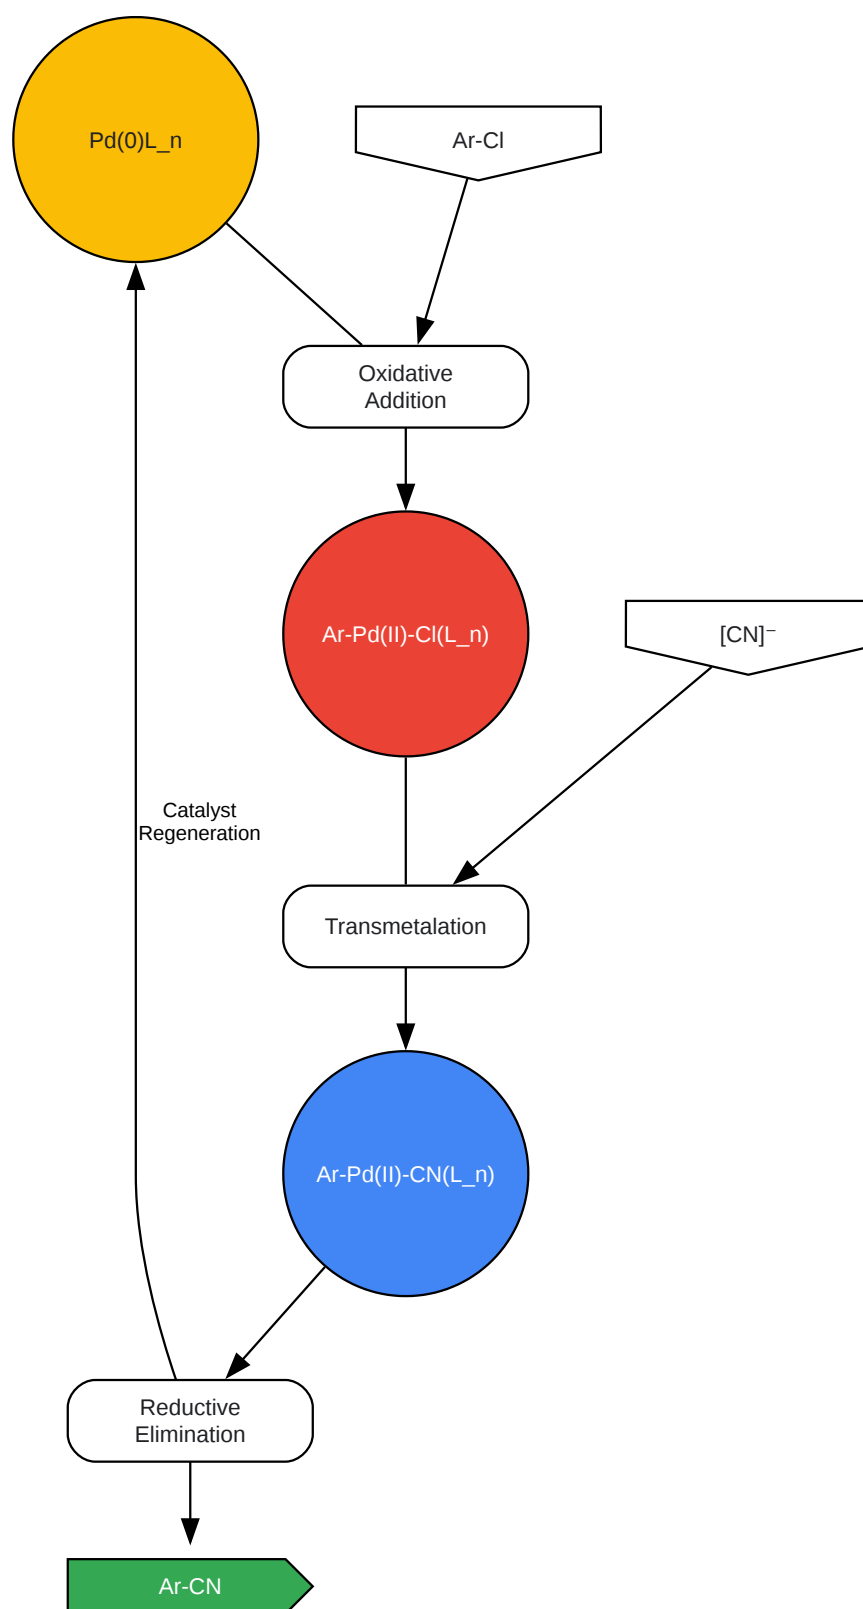 Pd(0)L_n
Ar-Cl
Oxidative
Addition
Ar-Pd(II)-Cl(L_n)
[CN]⁻
Catalyst
Regeneration
Transmetalation
Ar-Pd(II)-CN(L_n)
Reductive
Elimination
Ar-CN